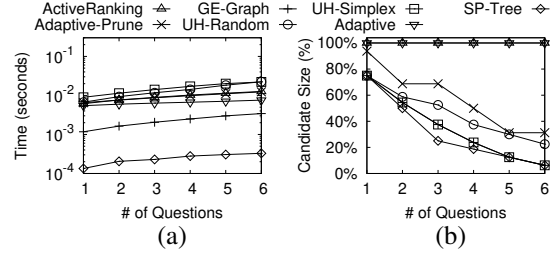 ActiveRanking GE-Graph UH-Simplex SP-Tree
Adaptive-Prune UH-Random Adaptive
Time (seconds)
10⁻¹
10⁻²
10⁻³
10⁻⁴
1 2 3 4 5 6
# of Questions
(a)
Candidate Size (%)
100%
80%
60%
40%
20%
0%
1 2 3 4 5 6
# of Questions
(b)